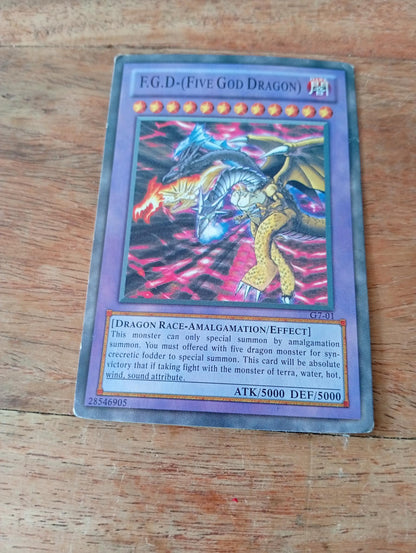 F.G.D-(FIVE GOD DRAGON)
G7-01
[DRAGON RACE-AMALGAMATION/EFFECT]
This monster can only special summon by amalgamation
summon. You must offered with five dragon monster for syn-
crecretic fodder to special summon. This card will be absolute
victory that if taking fight with the monster of terra, water, hot,
wind, sound attribute.
ATK/5000 DEF/5000
28546905